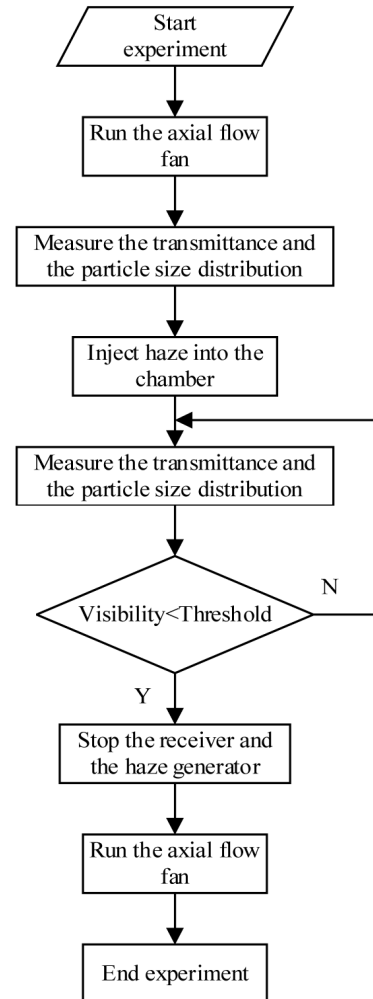 Start
experiment
Run the axial flow
fan
Measure the transmittance and
the particle size distribution
Inject haze into the
chamber
Measure the transmittance and
the particle size distribution
Visibility<Threshold
N
Y
Stop the receiver and
the haze generator
Run the axial flow
fan
End experiment